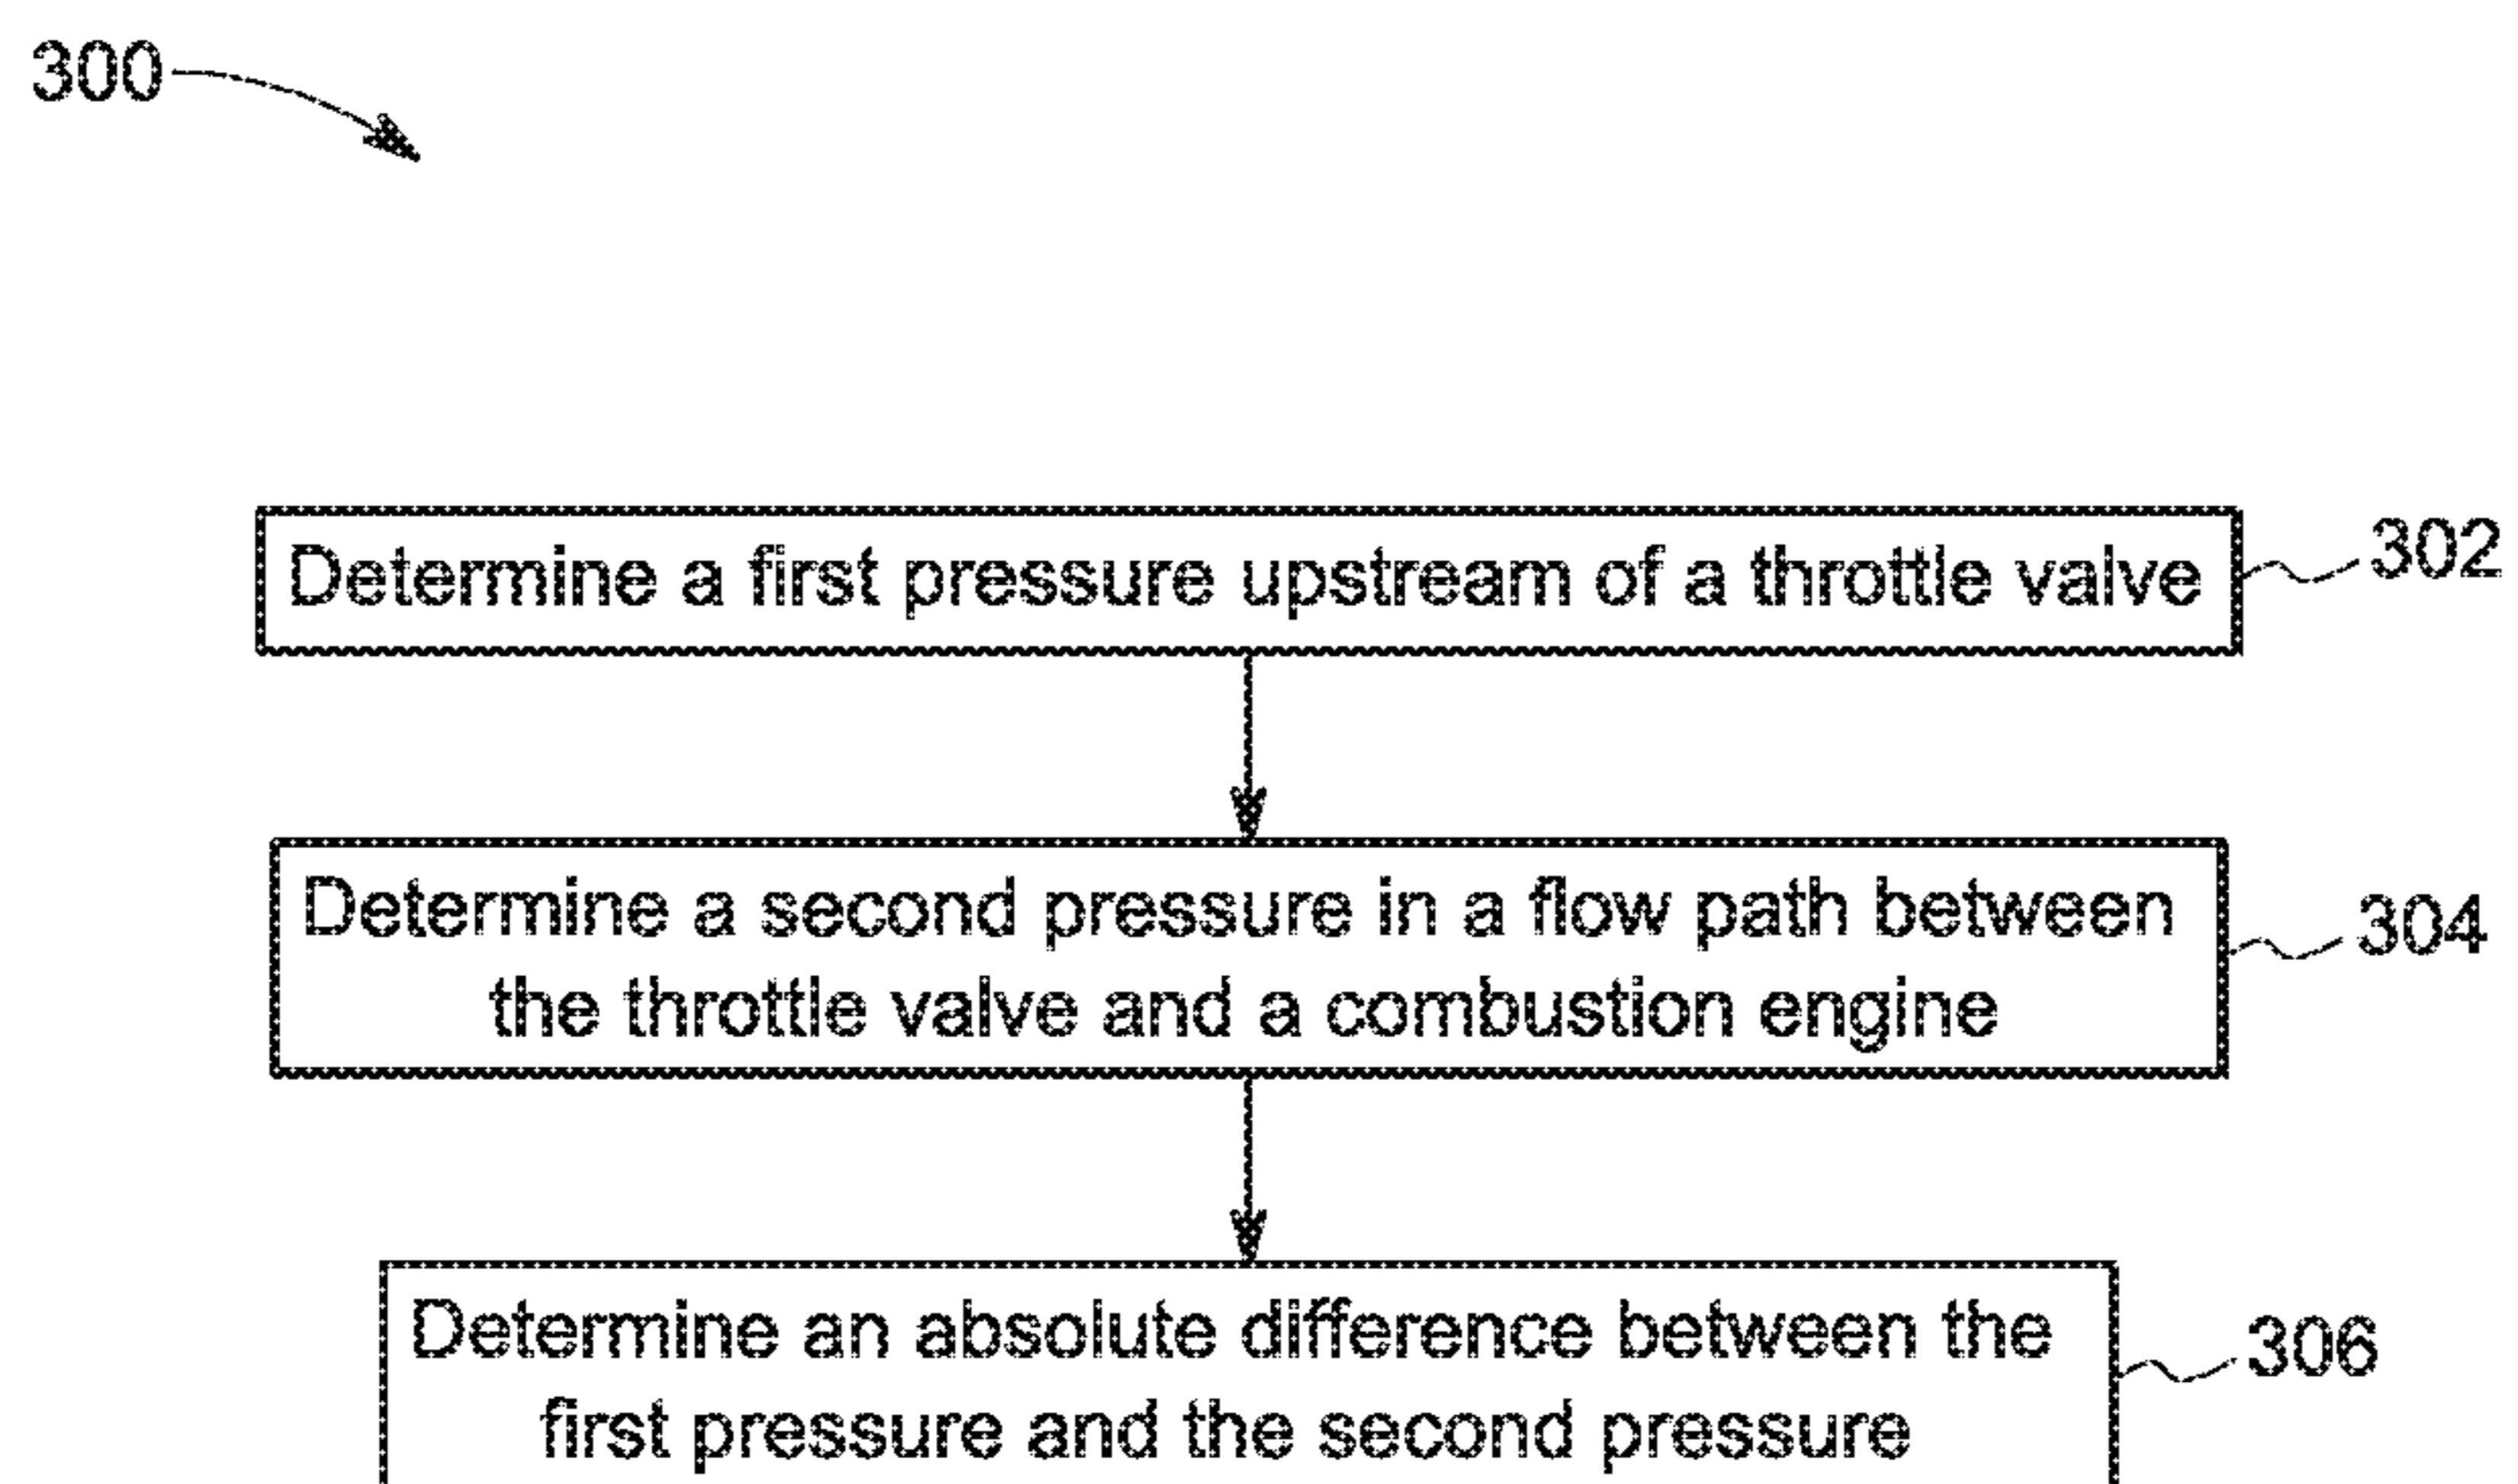 300
Determine a first pressure upstream of a throttle valve
302
Determine a second pressure in a flow path between
the throttle valve and a combustion engine
304
Determine an absolute difference between the
first pressure and the second pressure
306